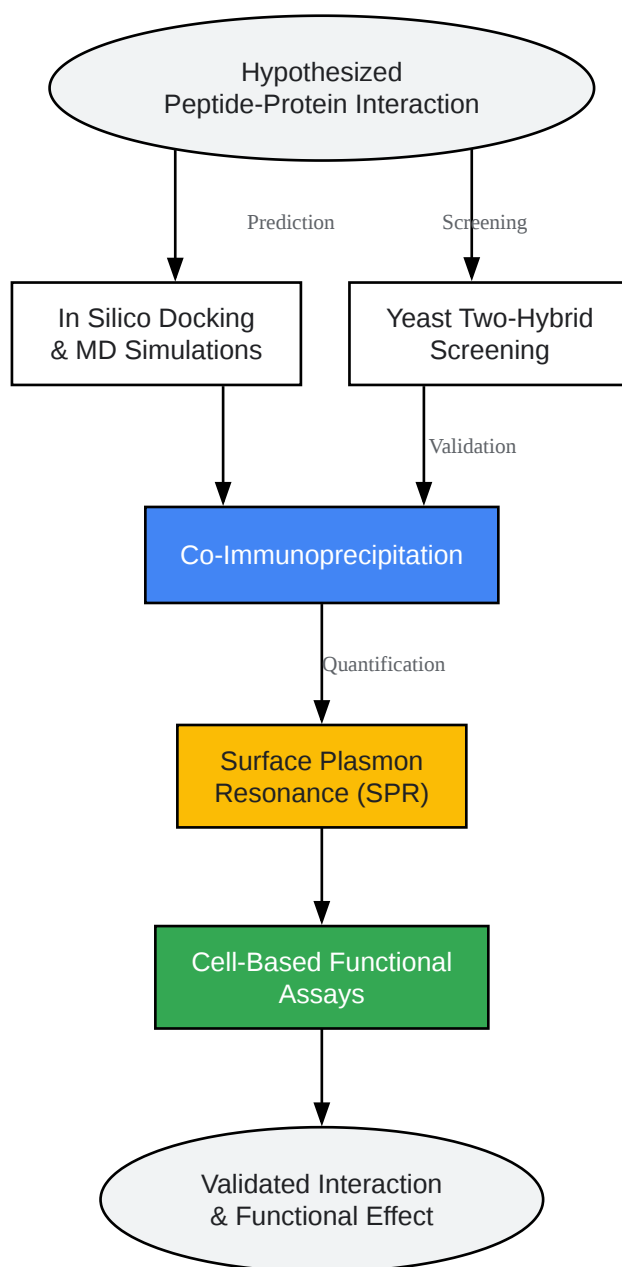 Hypothesized
Peptide-Protein Interaction
Prediction
Screening
In Silico Docking
& MD Simulations
Yeast Two-Hybrid
Screening
Validation
Co-Immunoprecipitation
Quantification
Surface Plasmon
Resonance (SPR)
Cell-Based Functional
Assays
Validated Interaction
& Functional Effect